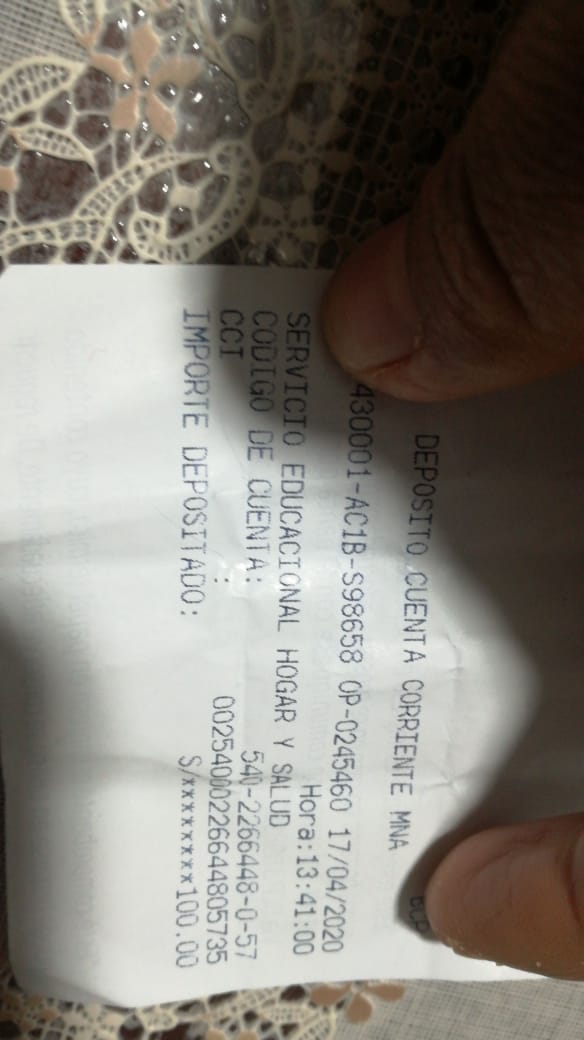 BCP
DEPOSITO CUENTA CORRIENTE MNA
430001-AC1B-S98658 OP-0245460 17/04/2020
Hora:13:41:00
SERVICIO EDUCACIONAL HOGAR Y SALUD
CODIGO DE CUENTA: 540-2266448-0-57
CCI : 00254000226644805735
IMPORTE DEPOSITADO: S/*********100.00